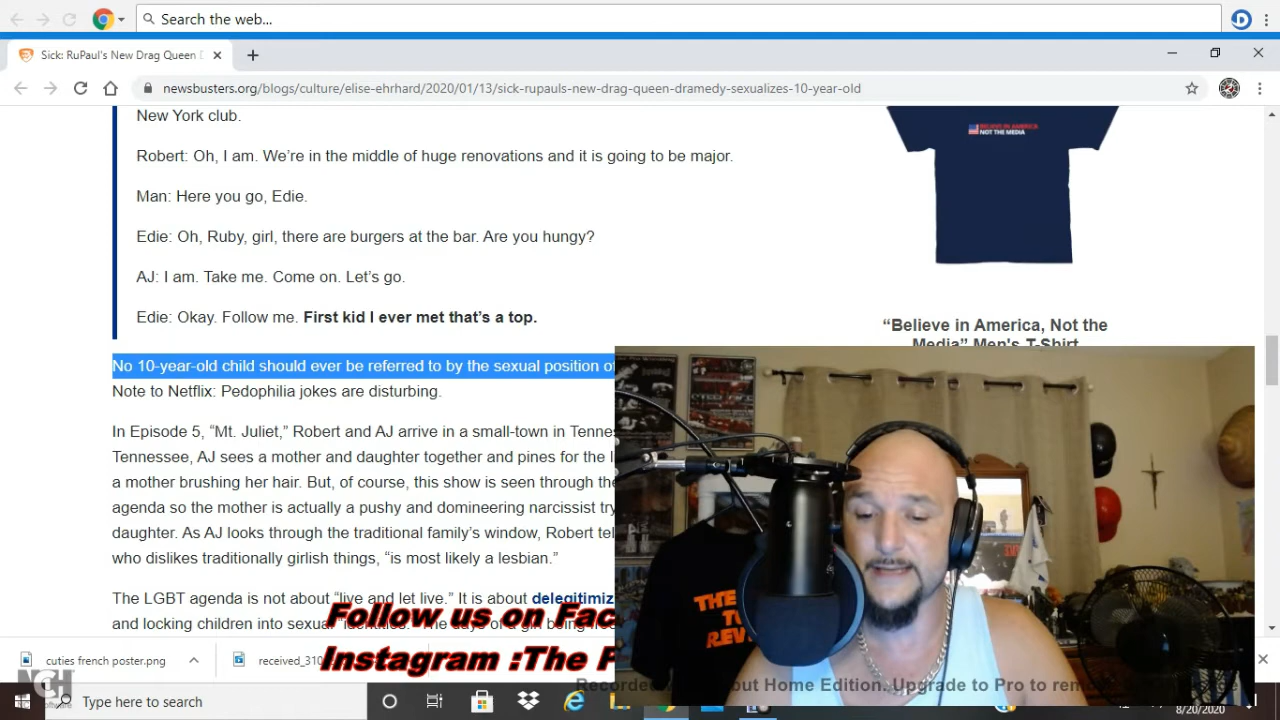 Search the web...
Sick: RuPaul's New Drag Queen
newsbusters.org/blogs/culture/elise-ehrhard/2020/01/13/sick-rupauls-new-drag-queen-dramedy-sexualizes-10-year-old
New York club.
Robert: Oh, I am. We're in the middle of huge renovations and it is going to be major.
Man: Here you go, Edie.
Edie: Oh, Ruby, girl, there are burgers at the bar. Are you hungy?
AJ: I am. Take me. Come on. Let's go.
Edie: Okay. Follow me. First kid I ever met that's a top.
BELIEVE IN AMERICA
NOT THE MEDIA
“Believe in America, Not the
Media” Men's T-Shirt
No 10-year-old child should ever be referred to by the sexual position
Note to Netflix: Pedophilia jokes are disturbing.
In Episode 5, “Mt. Juliet,” Robert and AJ arrive in a small-town in
Tennessee, AJ sees a mother and daughter together and pines for the
a mother brushing her hair. But, of course, this show is seen through
agenda so the mother is actually a pushy and domineering narcissist
daughter. As AJ looks through the traditional family's window, Robert
who dislikes traditionally girlish things, “is most likely a lesbian.”
The LGBT agenda is not about “live and let live.” It is about
and locking children into sexual
THE
Follow us on
Instagram :The
cuties french poster.png
NCH
Software
Type here to search
Home Edition. Upgrade to Pro to
8/20/2020